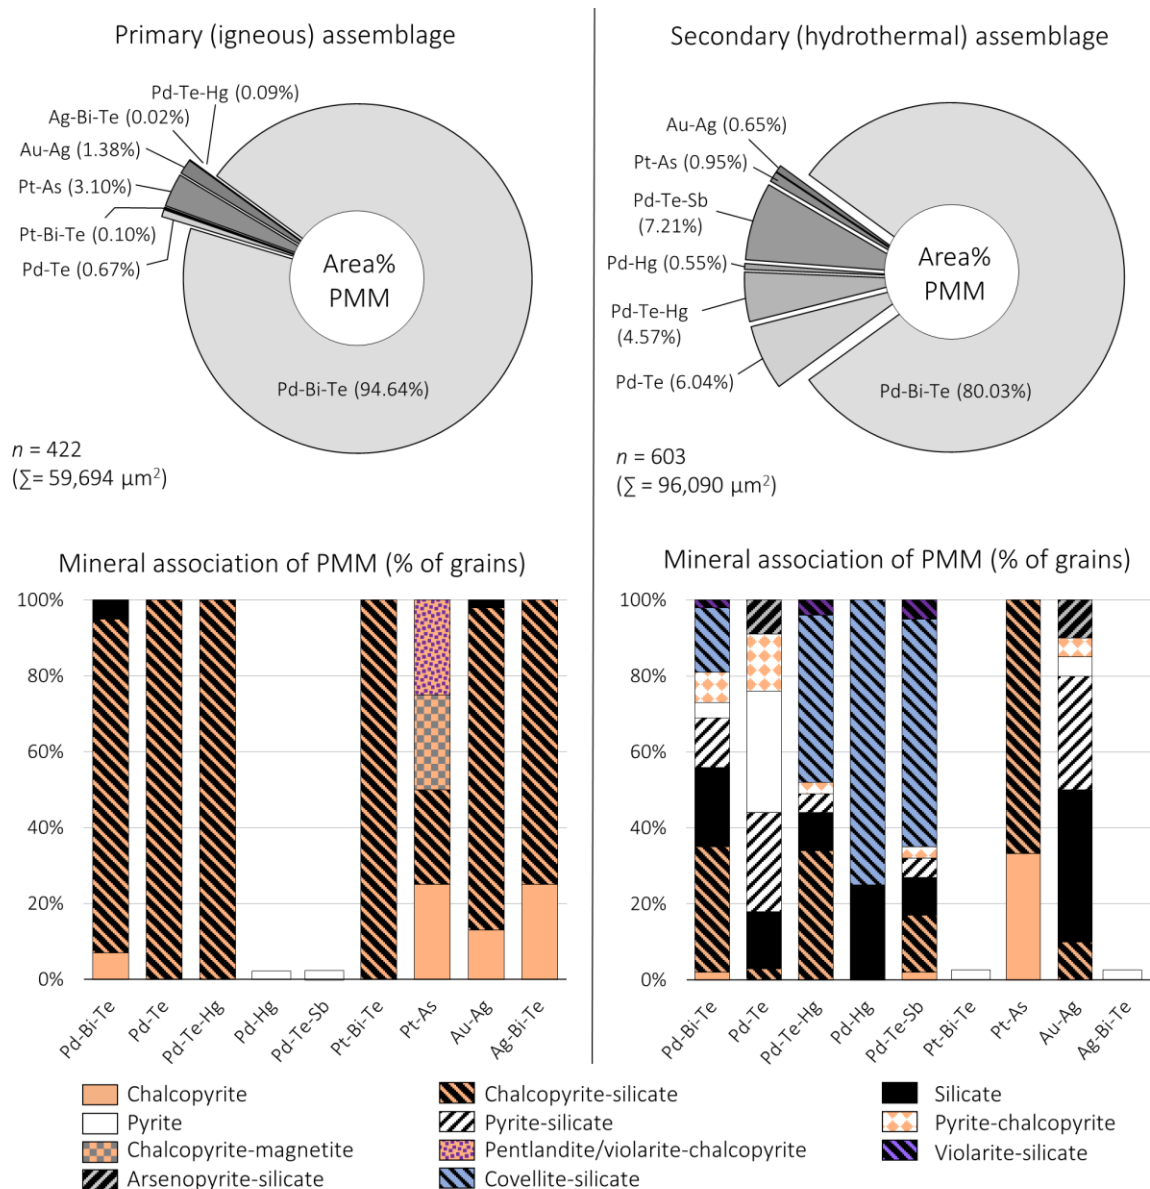 Primary (igneous) assemblage
Pd-Te-Hg (0.09%)
Ag-Bi-Te (0.02%)
Au-Ag (1.38%)
Pt-As (3.10%)
Pt-Bi-Te (0.10%)
Pd-Te (0.67%)
Area%
PMM
Pd-Bi-Te (94.64%)
n = 422
(∑= 59,694 µm²)
Secondary (hydrothermal) assemblage
Au-Ag (0.65%)
Pt-As (0.95%)
Pd-Te-Sb
(7.21%)
Pd-Hg (0.55%)
Pd-Te-Hg
(4.57%)
Pd-Te (6.04%)
Area%
PMM
Pd-Bi-Te (80.03%)
n = 603
(∑ = 96,090 µm²)
Mineral association of PMM (% of grains)
100%
80%
60%
40%
20%
0%
Pd-Bi-Te
Pd-Te
Pd-Te-Hg
Pd-Hg
Pd-Te-Sb
Pt-Bi-Te
Pt-As
Au-Ag
Ag-Bi-Te
Mineral association of PMM (% of grains)
100%
80%
60%
40%
20%
0%
Pd-Bi-Te
Pd-Te
Pd-Te-Hg
Pd-Hg
Pd-Te-Sb
Pt-Bi-Te
Pt-As
Au-Ag
Ag-Bi-Te
Chalcopyrite
Chalcopyrite-silicate
Silicate
Pyrite
Pyrite-silicate
Pyrite-chalcopyrite
Chalcopyrite-magnetite
Pentlandite/violarite-chalcopyrite
Violarite-silicate
Arsenopyrite-silicate
Covellite-silicate